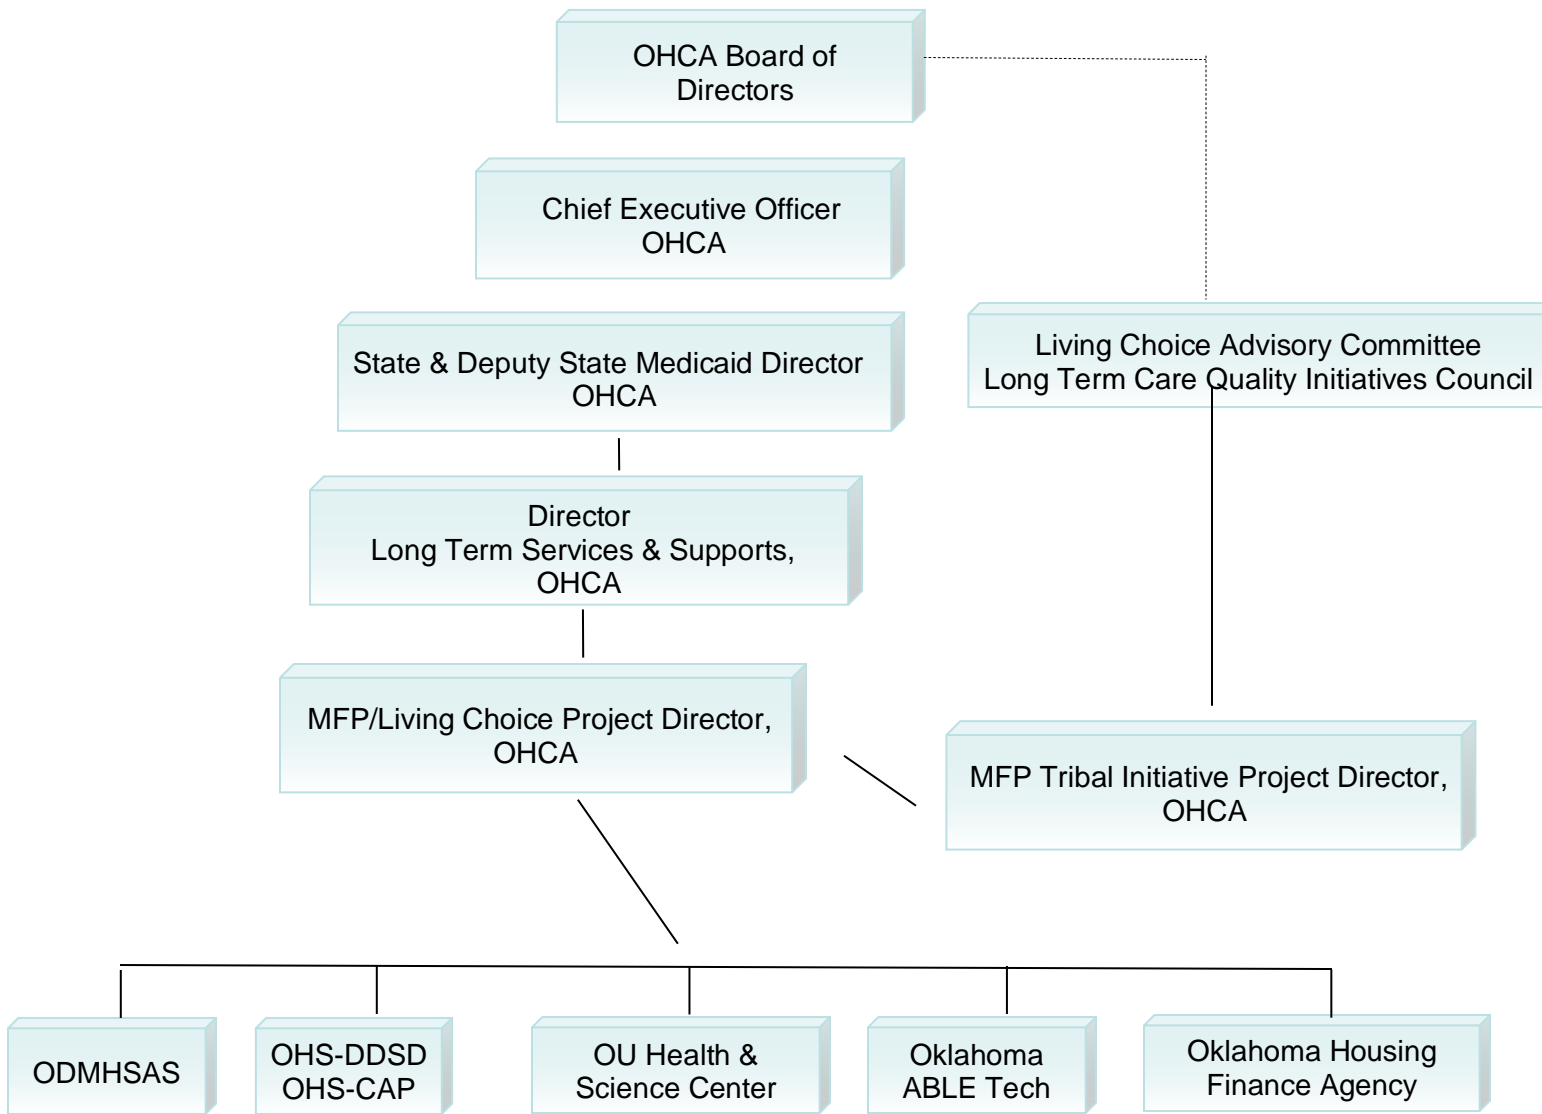 OHCA Board of
Directors
Chief Executive Officer
OHCA
State & Deputy State Medicaid Director
OHCA
Living Choice Advisory Committee
Long Term Care Quality Initiatives Council
Director
Long Term Services & Supports,
OHCA
MFP/Living Choice Project Director,
OHCA
MFP Tribal Initiative Project Director,
OHCA
ODMHSAS
OHS-DDSD
OHS-CAP
OU Health &
Science Center
Oklahoma
ABLE Tech
Oklahoma Housing
Finance Agency